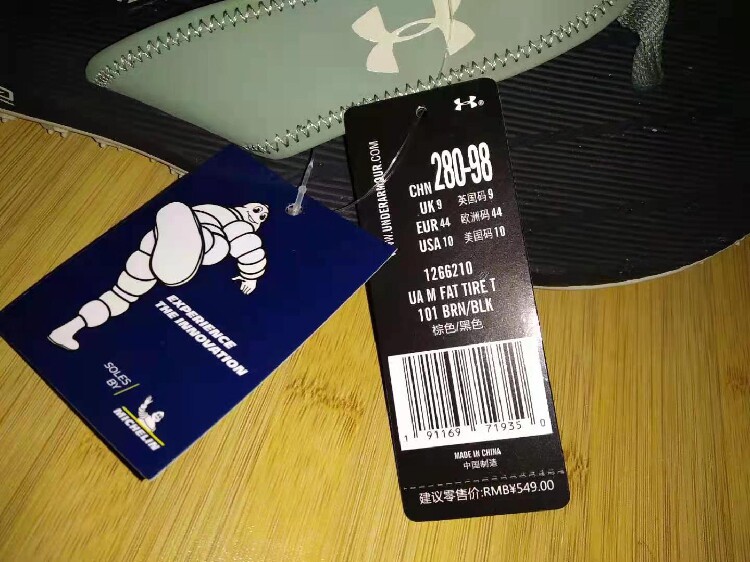 WWW.UNDERARMOUR.COM
CHN 280-98
UK 9 英国码 9
EUR 44 欧洲码 44
USA 10 美国码 10
1266210
UA M FAT TIRE T
101 BRN/BLK
棕色/黑色
1 91169 71935 0
MADE IN CHINA
中国制造
建议零售价:RMB¥549.00
EXPERIENCE
THE INNOVATION
SOLES
BY
MICHELIN